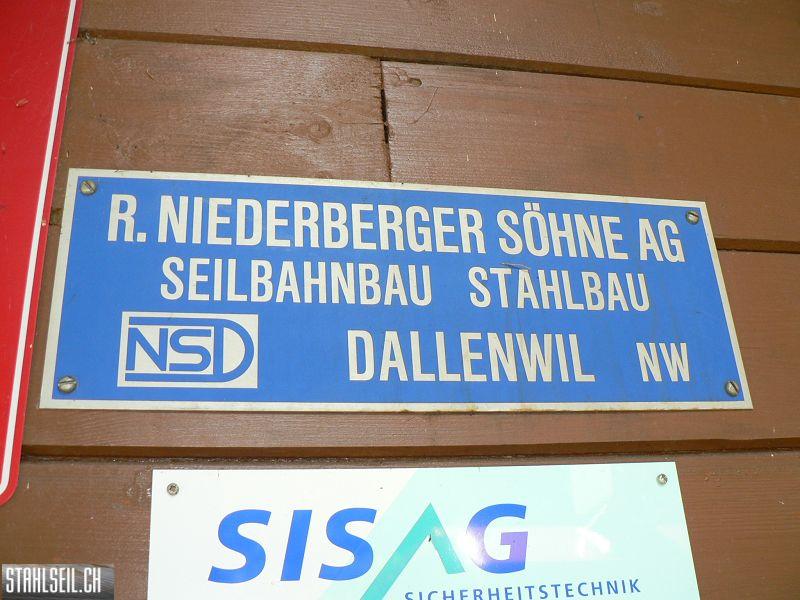 R. NIEDERBERGER SÖHNE AG
SEILBAHNBAU STAHLBAU
NSD DALLENWIL NW
SISAG
SICHERHEITSTECHNIK
STAHLSEIL.CH